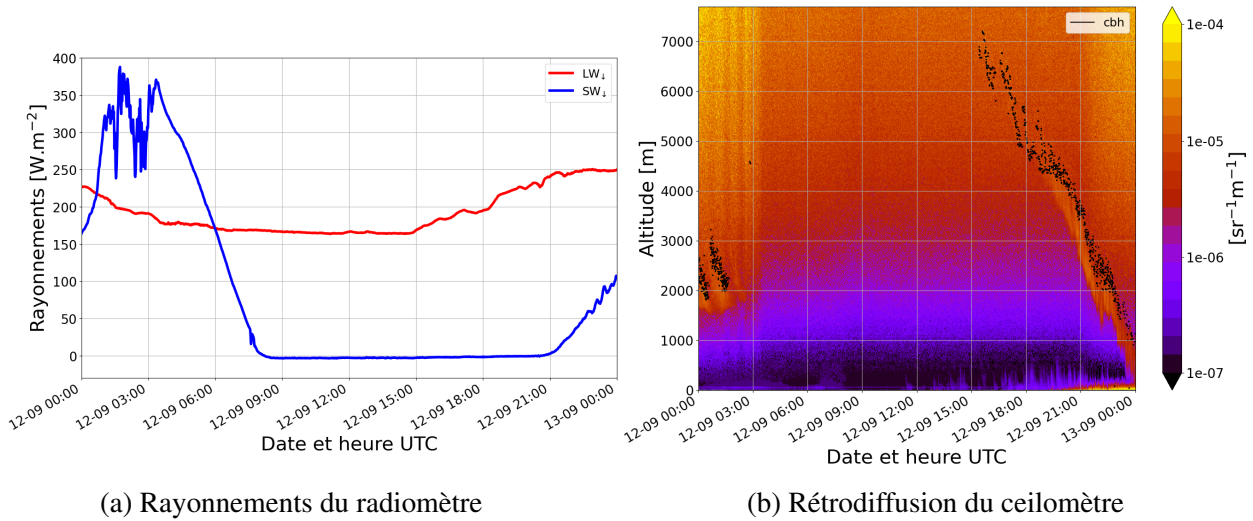 400
350
300
250
200
150
100
50
0
Rayonnements [W.m−2]
LW↓
SW↓
12-09 00:00
12-09 03:00
12-09 06:00
12-09 09:00
12-09 12:00
12-09 15:00
12-09 18:00
12-09 21:00
13-09 00:00
Date et heure UTC
(a) Rayonnements du radiomètre
7000
6000
5000
4000
3000
2000
1000
0
Altitude [m]
cbh
12-09 00:00
12-09 03:00
12-09 06:00
12-09 09:00
12-09 12:00
12-09 15:00
12-09 18:00
12-09 21:00
13-09 00:00
Date et heure UTC
1e-04
1e-05
1e-06
1e-07
[sr−1m−1]
(b) Rétrodiffusion du ceilomètre